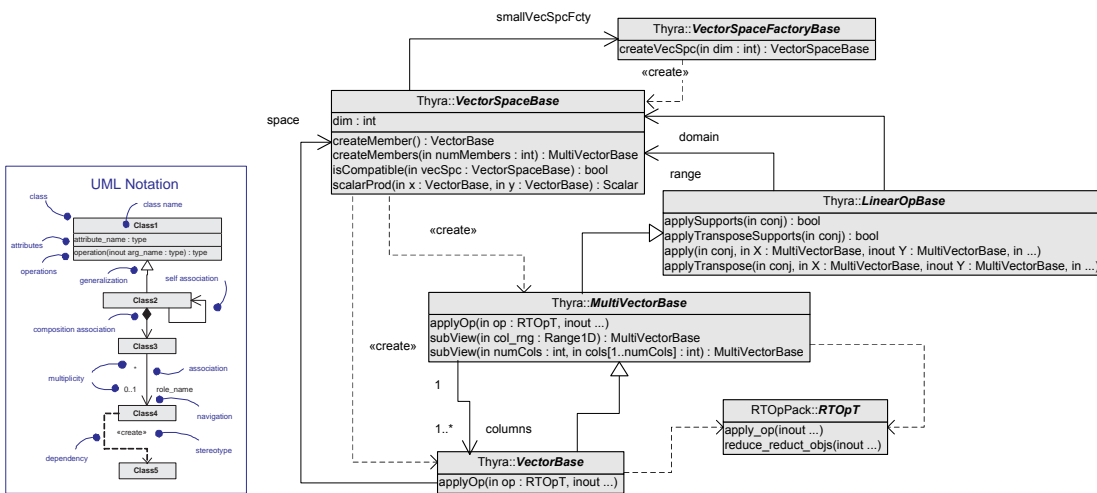 smallVecSpcFcty
Thyra::VectorSpaceFactoryBase
createVecSpc(in dim : int) : VectorSpaceBase
«create»
Thyra::VectorSpaceBase
dim : int
createMember() : VectorBase
createMembers(in numMembers : int) : MultiVectorBase
isCompatible(in vecSpc : VectorSpaceBase) : bool
scalarProd(in x : VectorBase, in y : VectorBase) : Scalar
space
domain
range
Thyra::LinearOpBase
applySupports(in conj) : bool
applyTransposeSupports(in conj) : bool
apply(in conj, in X : MultiVectorBase, inout Y : MultiVectorBase, in ...)
applyTranspose(in conj, in X : MultiVectorBase, inout Y : MultiVectorBase, in ...)
«create»
Thyra::MultiVectorBase
applyOp(in op : RTOpT, inout ...)
subView(in col_rng : Range1D) : MultiVectorBase
subView(in numCols : int, in cols[1..numCols] : int) : MultiVectorBase
«create»
1
1..*
columns
RTOpPack::RTOpT
apply_op(inout ...)
reduce_reduct_objs(inout ...)
Thyra::VectorBase
applyOp(in op : RTOpT, inout ...)
UML Notation
class
class name
Class1
attributes
attribute_name : type
operation(inout arg_name : type) : type
operations
generalization
self association
Class2
composition association
Class3
*
association
multiplicity
0..1
role_name
navigation
Class4
«create»
stereotype
dependency
Class5